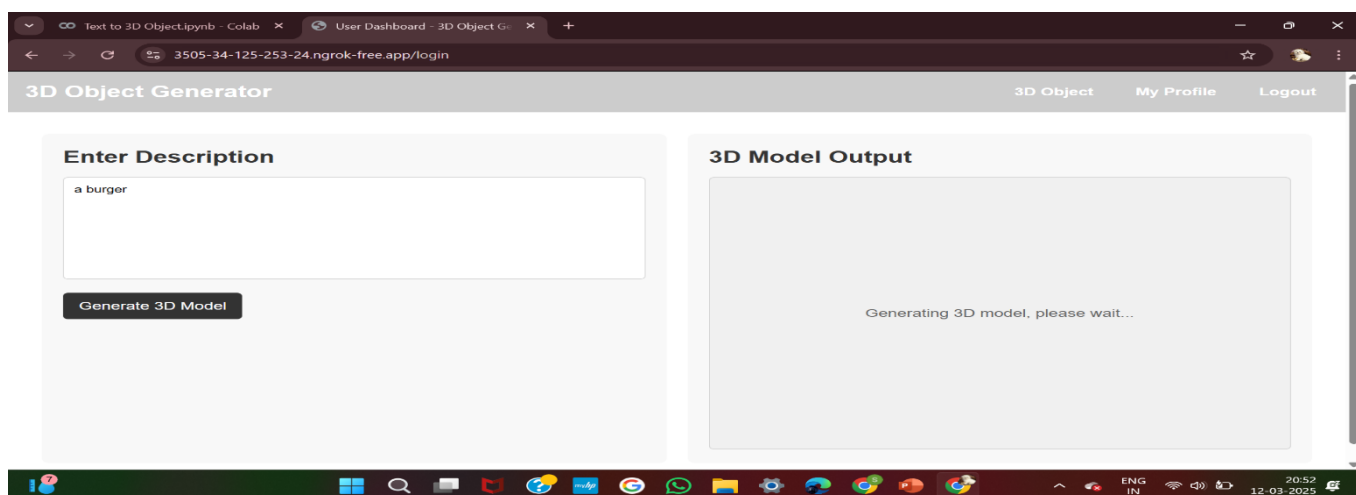 Text to 3D Object.ipynb - Colab
User Dashboard - 3D Object Ge
3505-34-125-253-24.ngrok-free.app/login
3D Object Generator
3D Object
My Profile
Logout
Enter Description
a burger
Generate 3D Model
3D Model Output
Generating 3D model, please wait...
7
ENG
IN
20:52
12-03-2025